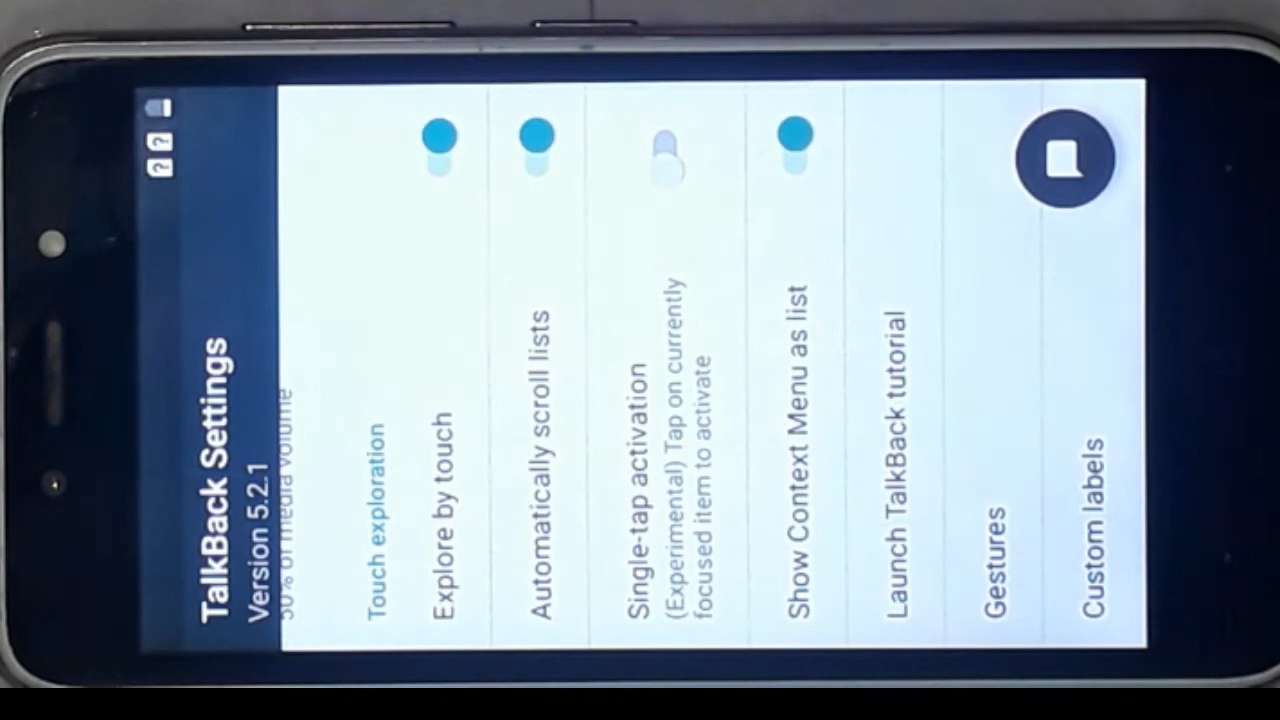 TalkBack Settings
Version 5.2.1
50% of media volume
Touch exploration
Explore by touch
Automatically scroll lists
Single-tap activation
(Experimental) Tap on currently
focused item to activate
Show Context Menu as list
Launch TalkBack tutorial
Gestures
Custom labels